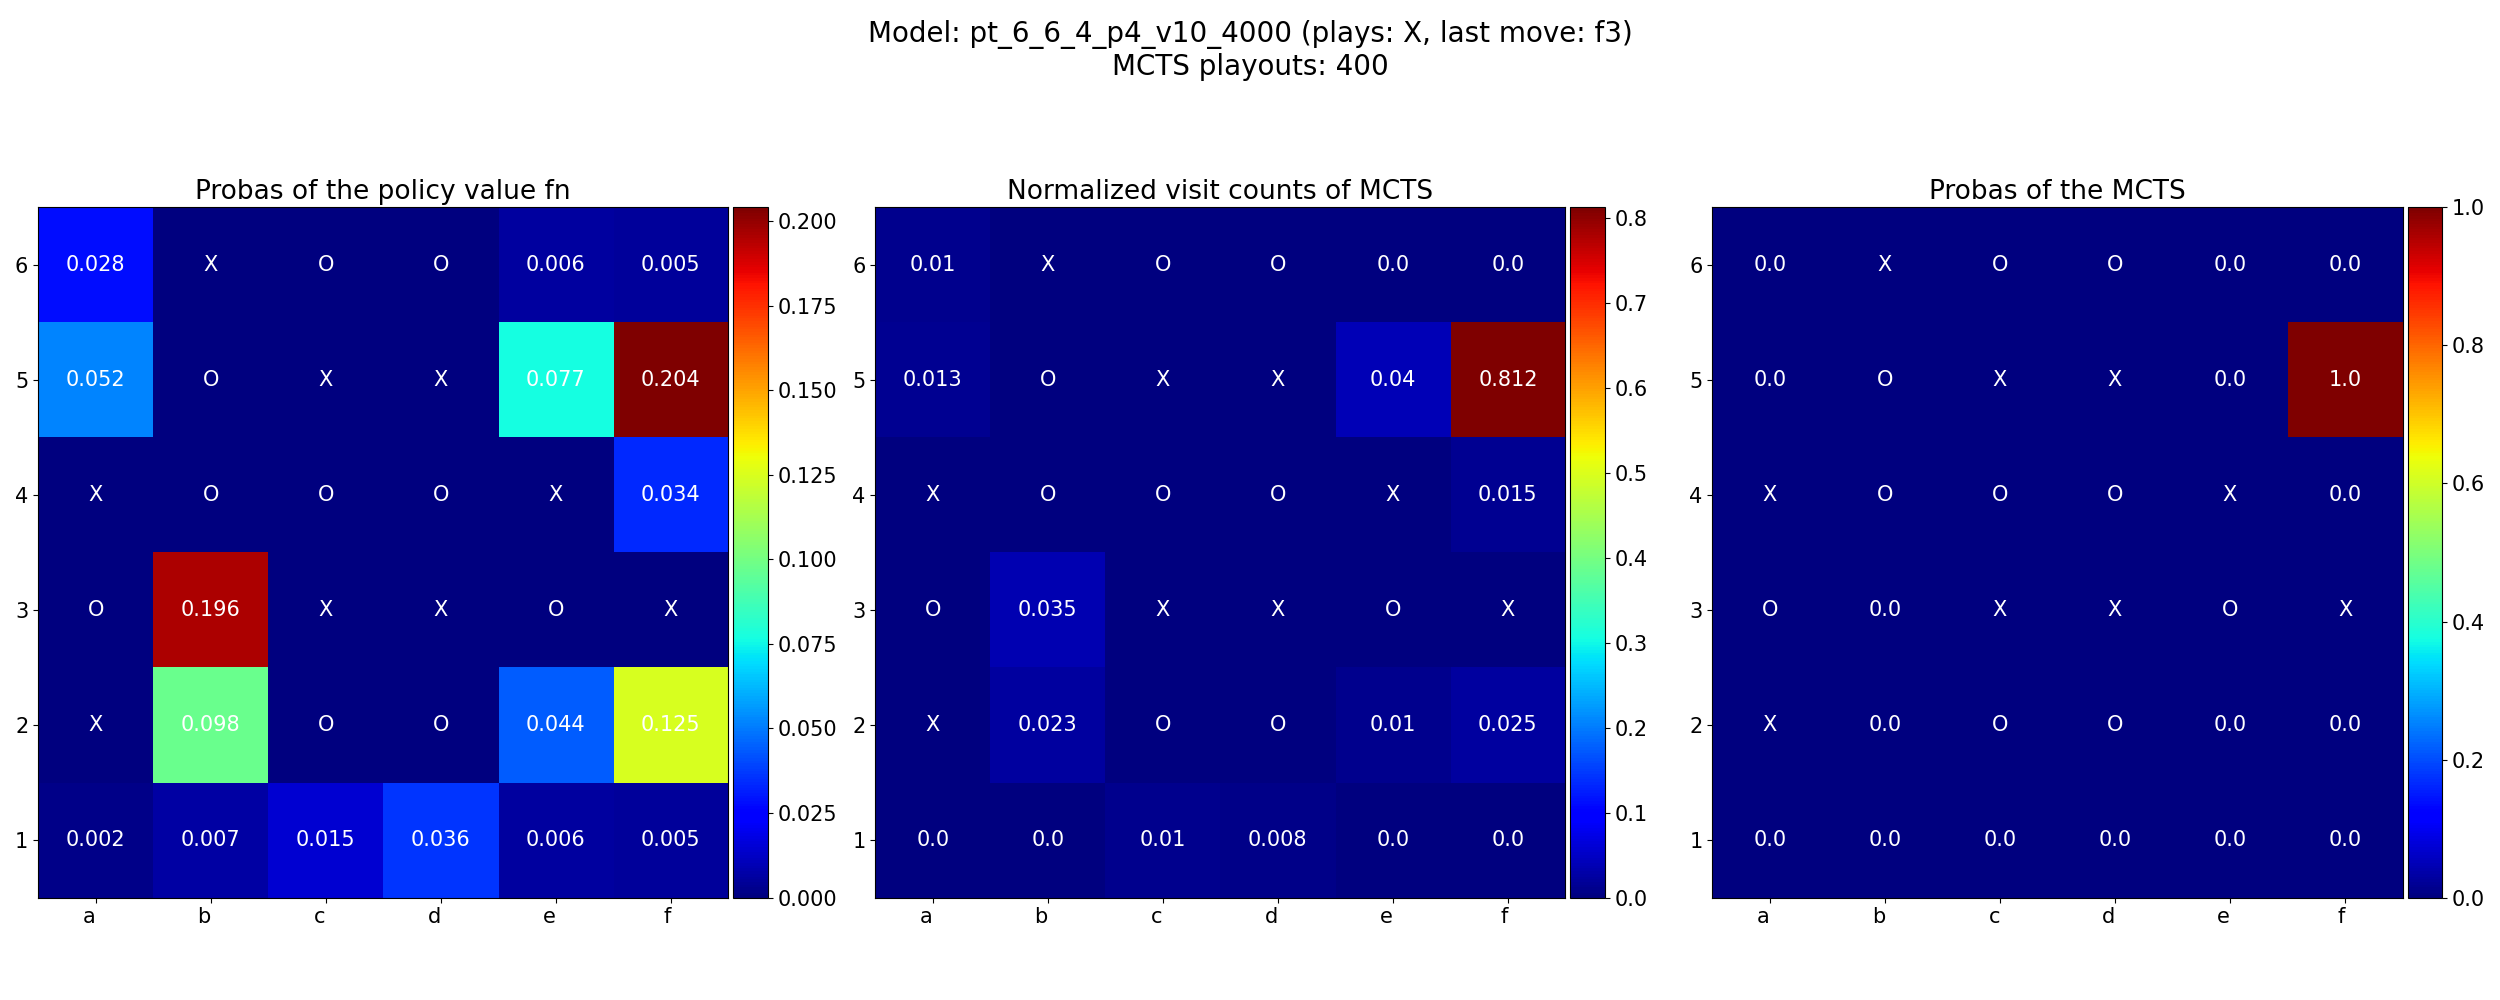 Model: pt_6_6_4_p4_v10_4000 (plays: X, last move: f3)
MCTS playouts: 400
Probas of the policy value fn
6 0.028 X O O 0.006 0.005
5 0.052 O X X 0.077 0.204
4 X O O O X 0.034
3 O 0.196 X X O X
2 X 0.098 O O 0.044 0.125
1 0.002 0.007 0.015 0.036 0.006 0.005
a b c d e f
0.200
0.175
0.150
0.125
0.100
0.075
0.050
0.025
0.000
Normalized visit counts of MCTS
6 0.01 X O O 0.0 0.0
5 0.013 O X X 0.04 0.812
4 X O O O X 0.015
3 O 0.035 X X O X
2 X 0.023 O O 0.01 0.025
1 0.0 0.0 0.01 0.008 0.0 0.0
a b c d e f
0.8
0.7
0.6
0.5
0.4
0.3
0.2
0.1
0.0
Probas of the MCTS
6 0.0 X O O 0.0 0.0
5 0.0 O X X 0.0 1.0
4 X O O O X 0.0
3 O 0.0 X X O X
2 X 0.0 O O 0.0 0.0
1 0.0 0.0 0.0 0.0 0.0 0.0
a b c d e f
1.0
0.8
0.6
0.4
0.2
0.0